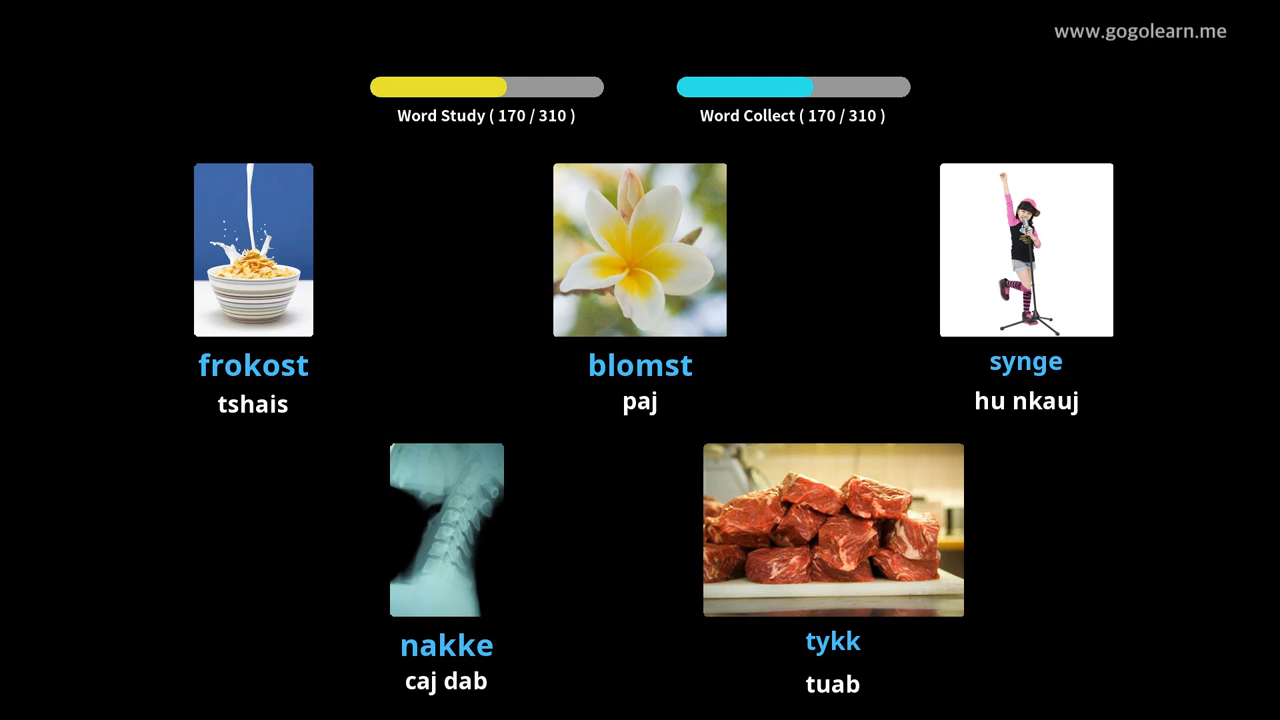 www.gogolearn.me
Word Study ( 170 / 310 )
Word Collect ( 170 / 310 )
frokost
tshais
blomst
paj
synge
hu nkauj
nakke
caj dab
tykk
tuab